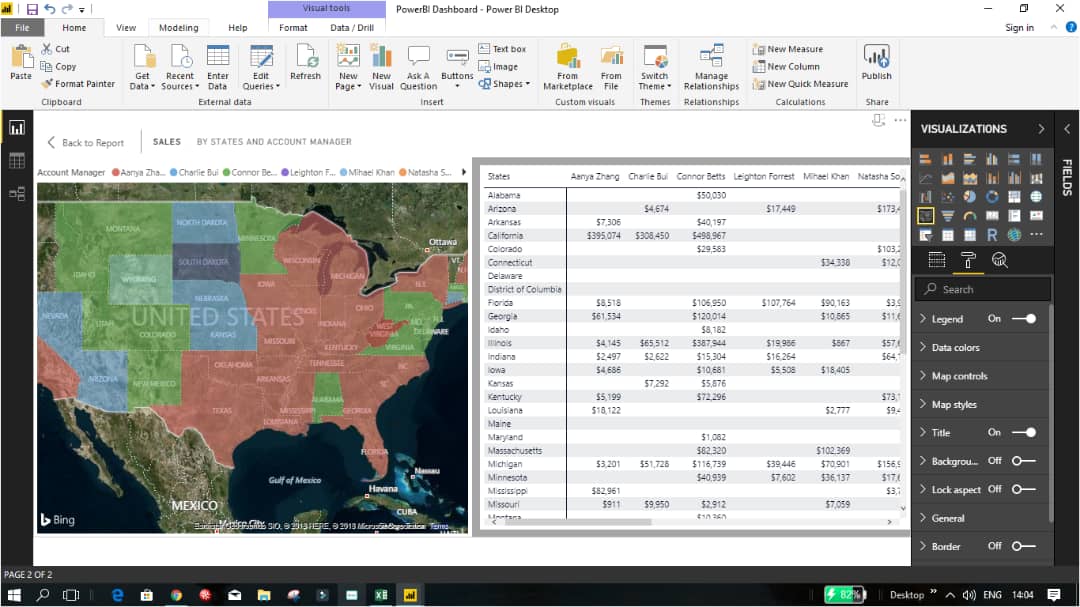 Visual tools
PowerBI Dashboard - Power BI Desktop
File Home View Modeling Help Format Data / Drill
Sign in
Paste
Cut
Copy
Format Painter
Clipboard
Get Data
Recent Sources
Enter Data
Edit Queries
External data
Refresh
New Page
New Visual
Ask A Question
Buttons
Text box
Image
Shapes
Insert
From Marketplace
From File
Custom visuals
Switch Theme
Themes
Manage Relationships
Relationships
New Measure
New Column
New Quick Measure
Calculations
Publish
Share
Back to Report
SALES BY STATES AND ACCOUNT MANAGER
Account Manager Aanya Zha... Charlie Bui Connor Be... Leighton F... Mihael Khan Natasha S...
MONTANA
NORTH DAKOTA
MINNESOTA
SOUTH DAKOTA
WISCONSIN
MICHIGAN
Ottawa
VT.
IDAHO
WYOMING
IOWA
NEBRASKA
OHIO
INDIANA
NEVADA
UTAH
COLORADO
UNITED STATES
KANSAS
MISSOURI
KENTUCKY
WEST VIRGINIA
VIRGINIA
DELAWARE
ARIZONA
NEW MEXICO
OKLAHOMA
ARKANSAS
TENNESSEE
NC
SC
TEXAS
MISSISSIPPI
ALABAMA
GEORGIA
LOUISIANA
FLORIDA
Gulf of Mexico
Nassau
Havana
MEXICO
CUBA
Mexico City
HAITI
Bing
States Aanya Zhang Charlie Bui Connor Betts Leighton Forrest Mihael Khan Natasha So
Alabama $50,030
Arizona $4,674 $17,449 $173,4
Arkansas $7,306 $40,197
California $395,074 $308,450 $498,967
Colorado $29,583 $103,2
Connecticut $34,338 $12,0
Delaware
District of Columbia
Florida $8,518 $106,950 $107,764 $90,163 $3,9
Georgia $61,534 $120,014 $10,865 $11,6
Idaho $8,182
Illinois $4,145 $65,512 $387,944 $19,986 $867 $57,6
Indiana $2,497 $2,622 $15,304 $16,264 $64,
Iowa $4,686 $10,681 $5,508 $18,405
Kansas $7,292 $5,876
Kentucky $5,199 $72,296 $73,1
Louisiana $18,122 $2,777 $9,4
Maine
Maryland $1,082
Massachusetts $82,320 $102,369
Michigan $3,201 $51,728 $116,739 $39,446 $70,901 $156,9
Minnesota $40,939 $7,602 $36,137 $17,6
Mississippi $82,961 $3,7
Missouri $911 $9,950 $2,912 $7,059
Montana $10,360
VISUALIZATIONS
FIELDS
R
Search
Legend On
Data colors
Map controls
Map styles
Title On
Backgrou... Off
Lock aspect Off
General
Border Off
PAGE 2 OF 2
82%
Desktop
ENG
14:04